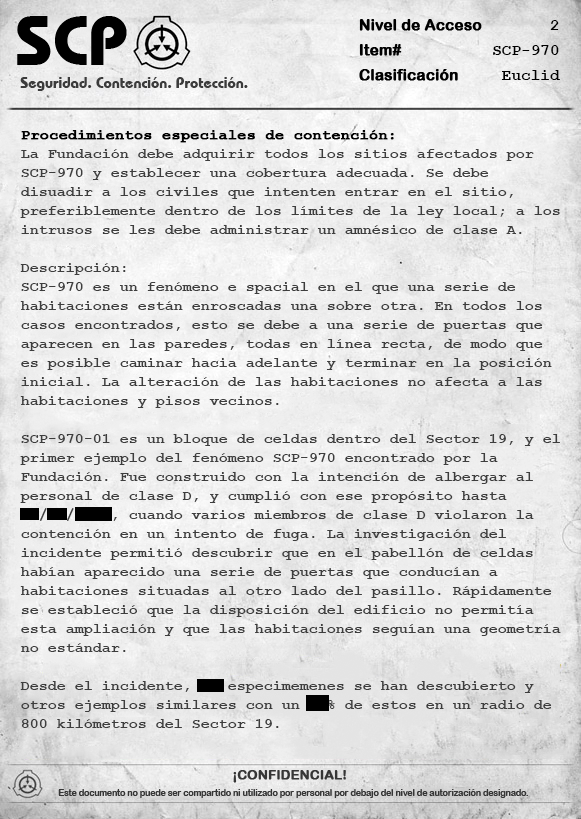 SCP
Seguridad. Contención. Protección.
Nivel de Acceso 2
Item# SCP-970
Clasificación Euclid
Procedimientos especiales de contención:
La Fundación debe adquirir todos los sitios afectados por
SCP-970 y establecer una cobertura adecuada. Se debe
disuadir a los civiles que intenten entrar en el sitio,
preferiblemente dentro de los límites de la ley local; a los
intrusos se les debe administrar un amnésico de clase A.
Descripción:
SCP-970 es un fenómeno e spacial en el que una serie de
habitaciones están enroscadas una sobre otra. En todos los
casos encontrados, esto se debe a una serie de puertas que
aparecen en las paredes, todas en línea recta, de modo que
es posible caminar hacia adelante y terminar en la posición
inicial. La alteración de las habitaciones no afecta a las
habitaciones y pisos vecinos.
SCP-970-01 es un bloque de celdas dentro del Sector 19, y el
primer ejemplo del fenómeno SCP-970 encontrado por la
Fundación. Fue construido con la intención de albergar al
personal de clase D, y cumplió con ese propósito hasta
/ / , cuando varios miembros de clase D violaron la
contención en un intento de fuga. La investigación del
incidente permitió descubrir que en el pabellón de celdas
habían aparecido una serie de puertas que conducían a
habitaciones situadas al otro lado del pasillo. Rápidamente
se estableció que la disposición del edificio no permitía
esta ampliación y que las habitaciones seguían una geometría
no estándar.
Desde el incidente, especimemenes se han descubierto y
otros ejemplos similares con un % de estos en un radio de
800 kilómetros del Sector 19.
¡CONFIDENCIAL!
Este documento no puede ser compartido ni utilizado por personal por debajo del nivel de autorización designado.